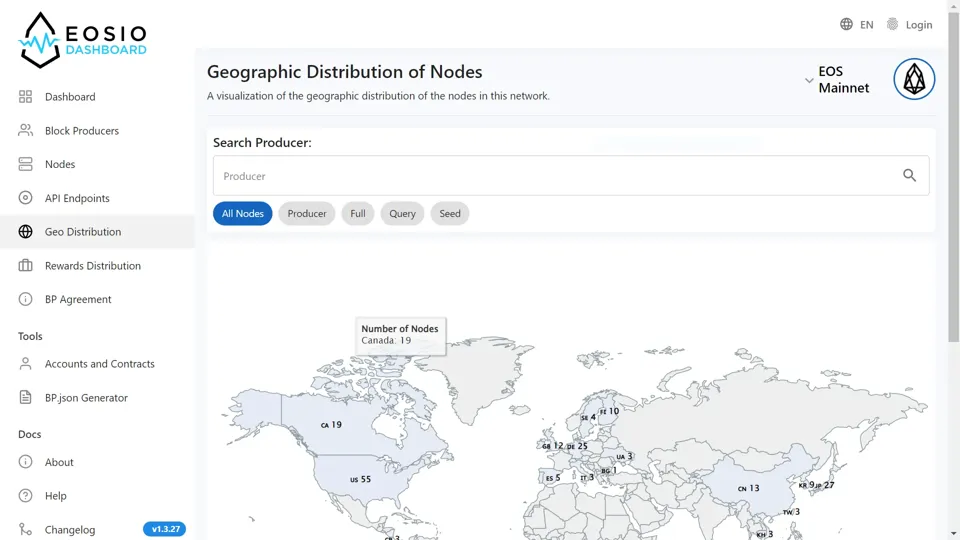 EOSIO
DASHBOARD
EN
Login
Geographic Distribution of Nodes
A visualization of the geographic distribution of the nodes in this network.
EOS
Mainnet
Dashboard
Block Producers
Nodes
API Endpoints
Geo Distribution
Rewards Distribution
BP Agreement
Tools
Accounts and Contracts
BP.json Generator
Docs
About
Help
Changelog
v1.3.27
Search Producer:
Producer
All Nodes
Producer
Full
Query
Seed
Number of Nodes
Canada: 19
CA 19
US 55
SE 4
10
GB 12
DE 25
UA 3
BG 1
ES 5
IT 3
CN 13
KR 9
JP 27
TW 3
KH 3